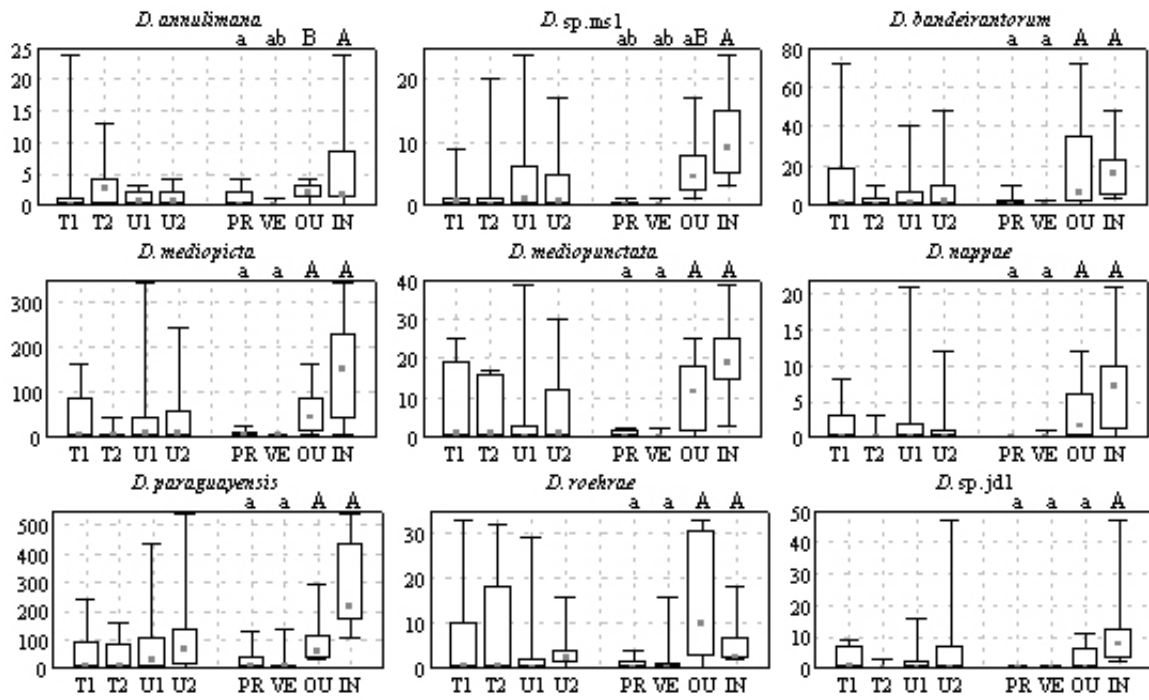 D. annulimana
D. sp.ms1
D. bandeirantorum
a ab B A
ab ab aB A
a a A A
25
20
15
10
5
0
20
10
0
80
60
40
20
0
T1 T2 U1 U2 PR VE OU IN
T1 T2 U1 U2 PR VE OU IN
T1 T2 U1 U2 PR VE OU IN
D. mediopicta
D. mediopunctata
D. nappae
a a A A
a a A A
a a A A
300
200
100
0
40
30
20
10
0
20
15
10
5
0
T1 T2 U1 U2 PR VE OU IN
T1 T2 U1 U2 PR VE OU IN
T1 T2 U1 U2 PR VE OU IN
D. paraguayensis
D. roehrae
D. sp.jd1
a a A A
a a A A
a a a A
500
400
300
200
100
0
30
20
10
0
50
40
30
20
10
0
T1 T2 U1 U2 PR VE OU IN
T1 T2 U1 U2 PR VE OU IN
T1 T2 U1 U2 PR VE OU IN